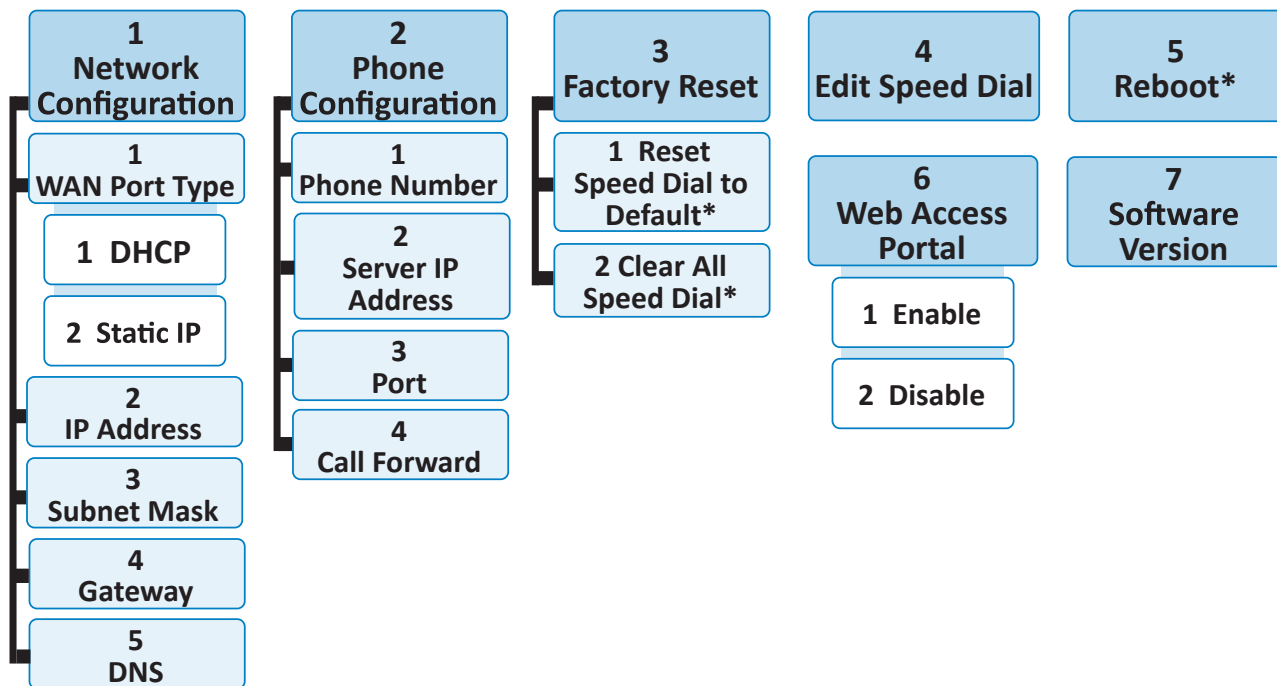 1
Network
Configuration
1
WAN Port Type
1 DHCP
2 Static IP
2
IP Address
3
Subnet Mask
4
Gateway
5
DNS
2
Phone
Configuration
1
Phone Number
2
Server IP
Address
3
Port
4
Call Forward
3
Factory Reset
1 Reset
Speed Dial to
Default*
2 Clear All
Speed Dial*
4
Edit Speed Dial
5
Reboot*
6
Web Access
Portal
1 Enable
2 Disable
7
Software
Version